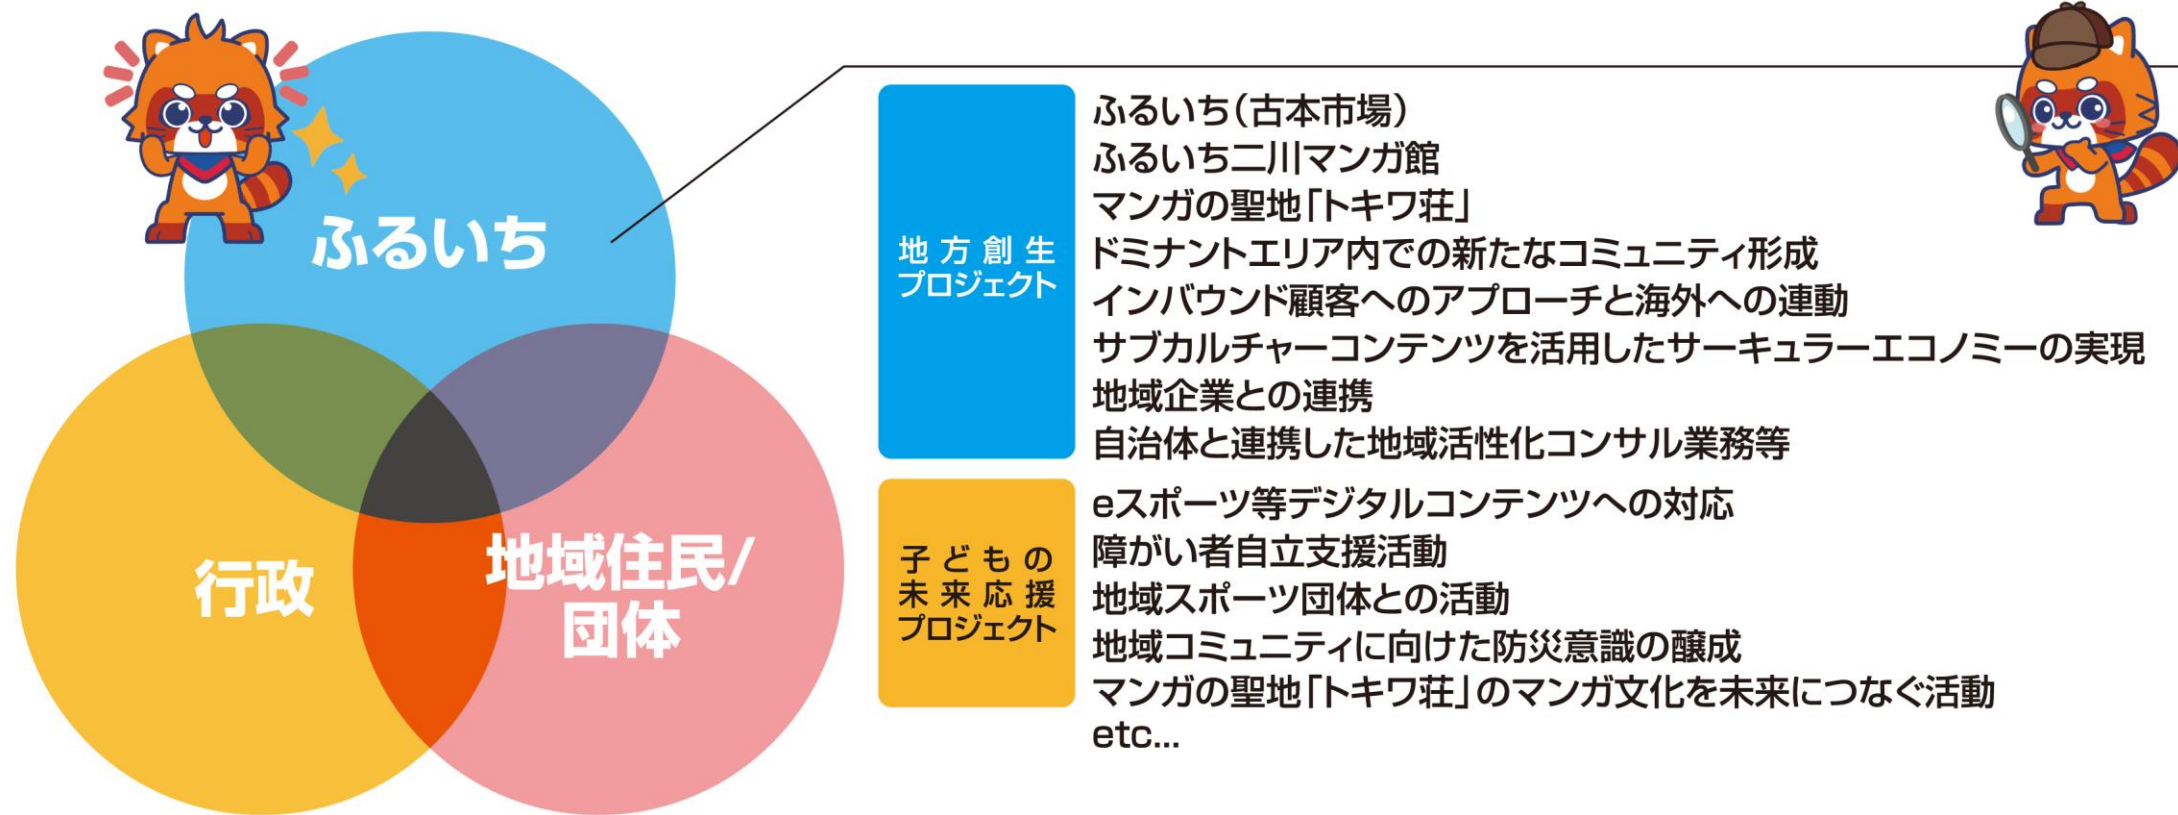 ふるいち
行政
地域住民/
団体
地方創生
プロジェクト
ふるいち(古本市場)
ふるいち二川マンガ館
マンガの聖地「トキワ荘」
ドミナントエリア内での新たなコミュニティ形成
インバウンド顧客へのアプローチと海外への連動
サブカルチャーコンテンツを活用したサーキュラーエコノミーの実現
地域企業との連携
自治体と連携した地域活性化コンサル業務等
子どもの
未来応援
プロジェクト
eスポーツ等デジタルコンテンツへの対応
障がい者自立支援活動
地域スポーツ団体との活動
地域コミュニティに向けた防災意識の醸成
マンガの聖地「トキワ荘」のマンガ文化を未来につなぐ活動
etc...